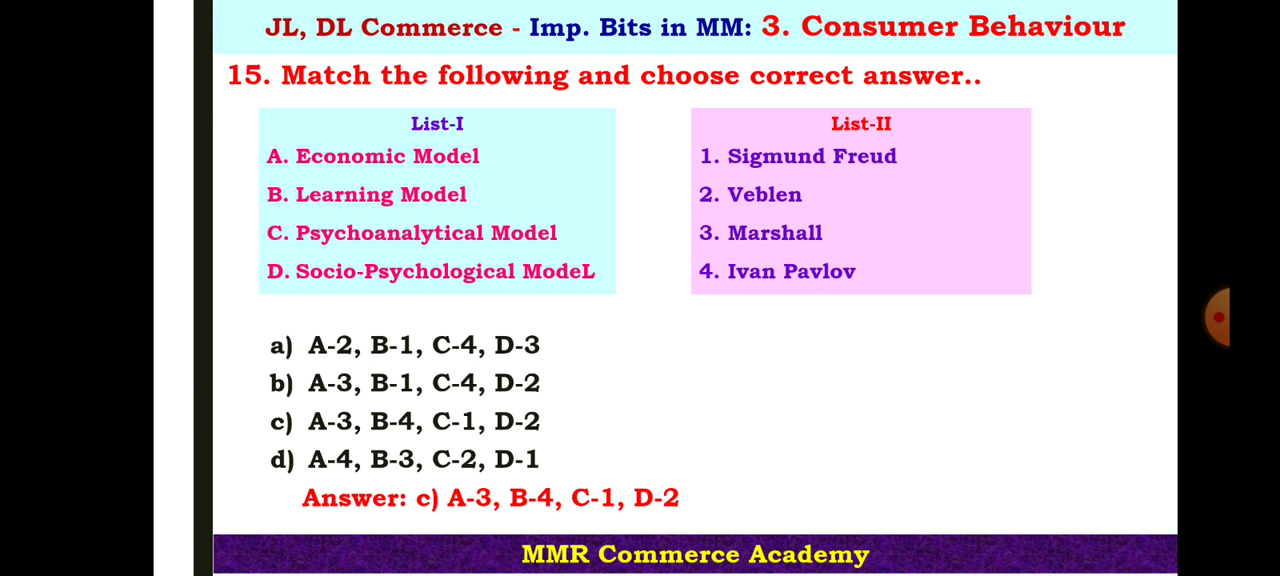 JL, DL Commerce - Imp. Bits in MM: 3. Consumer Behaviour
15. Match the following and choose correct answer..
List-I
A. Economic Model
B. Learning Model
C. Psychoanalytical Model
D. Socio-Psychological ModeL
List-II
1. Sigmund Freud
2. Veblen
3. Marshall
4. Ivan Pavlov
a) A-2, B-1, C-4, D-3
b) A-3, B-1, C-4, D-2
c) A-3, B-4, C-1, D-2
d) A-4, B-3, C-2, D-1
Answer: c) A-3, B-4, C-1, D-2
MMR Commerce Academy